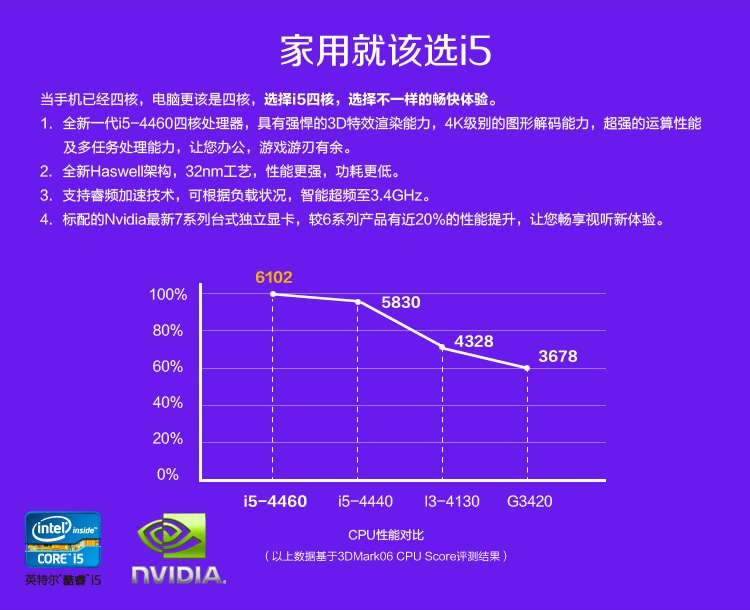 家用就该选i5
当手机已经四核，电脑更该是四核，选择i5四核，选择不一样的畅快体验。
1. 全新一代i5-4460四核处理器，具有强悍的3D特效渲染能力，4K级别的图形解码能力，超强的运算性能
及多任务处理能力，让您办公，游戏游刃有余。
2. 全新Haswell架构，32nm工艺，性能更强，功耗更低。
3. 支持睿频加速技术，可根据负载状况，智能超频至3.4GHz。
4. 标配的Nvidia最新7系列台式独立显卡，较6系列产品有近20%的性能提升，让您畅享视听新体验。
6102
100%
5830
80%
4328
3678
60%
40%
20%
0%
i5-4460 i5-4440 I3-4130 G3420
CPU性能对比
（以上数据基于3DMark06 CPU Score评测结果）
intel inside™
CORE™ i5
英特尔®酷睿™i5
NVIDIA.